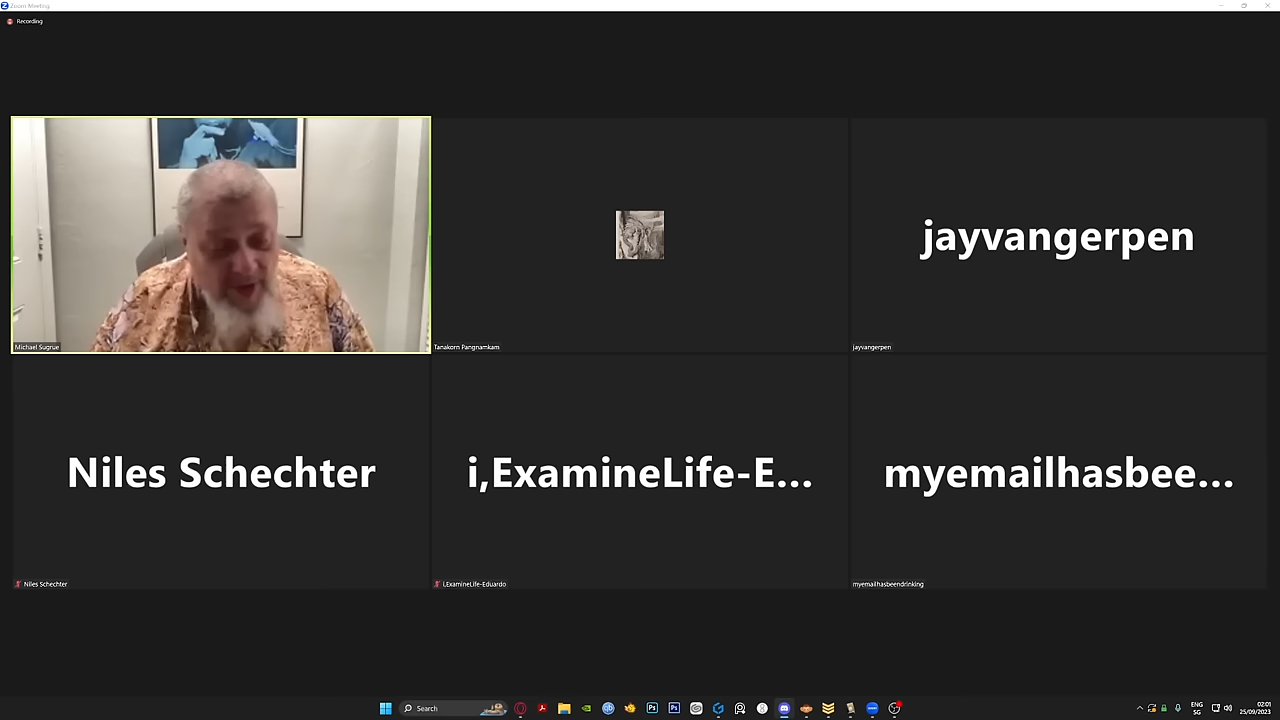 Zoom Meeting
Recording
Michael Sugrue
Tanakorn Pangnamkam
jayvangerpen
jayvangerpen
Niles Schechter
Niles Schechter
i,ExamineLife-E...
i,ExamineLife-Eduardo
myemailhasbee...
myemailhasbeendrinking
Search
ENG
SG
02:01
25/09/2023